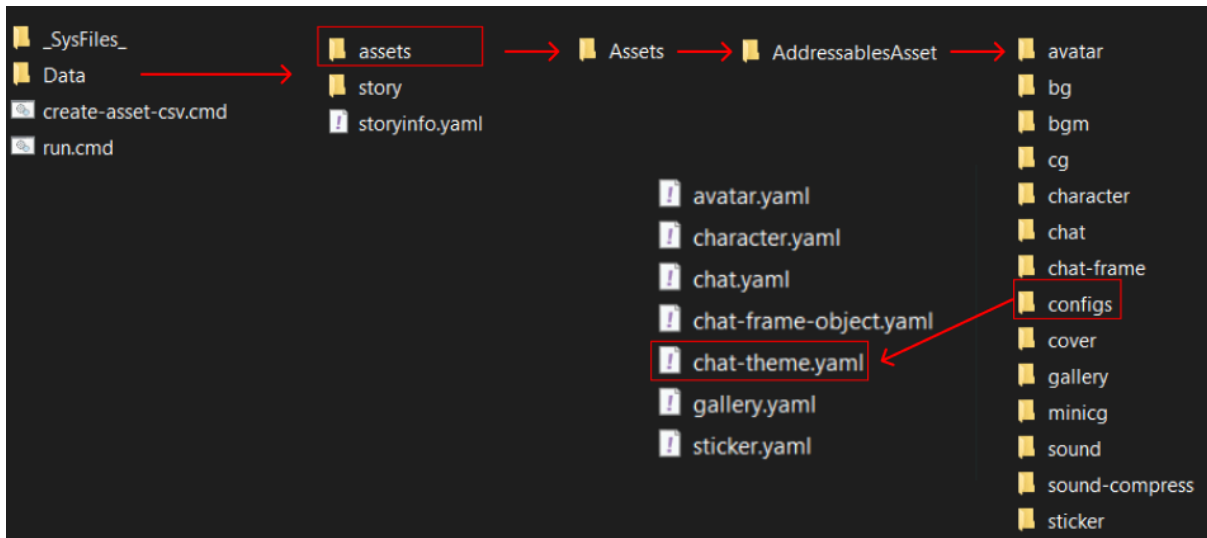 _SysFiles_
Data
create-asset-csv.cmd
run.cmd
assets
story
storyinfo.yaml
Assets
AddressablesAsset
avatar
bg
bgm
cg
character
chat
chat-frame
configs
cover
gallery
minicg
sound
sound-compress
sticker
avatar.yaml
character.yaml
chat.yaml
chat-frame-object.yaml
chat-theme.yaml
gallery.yaml
sticker.yaml